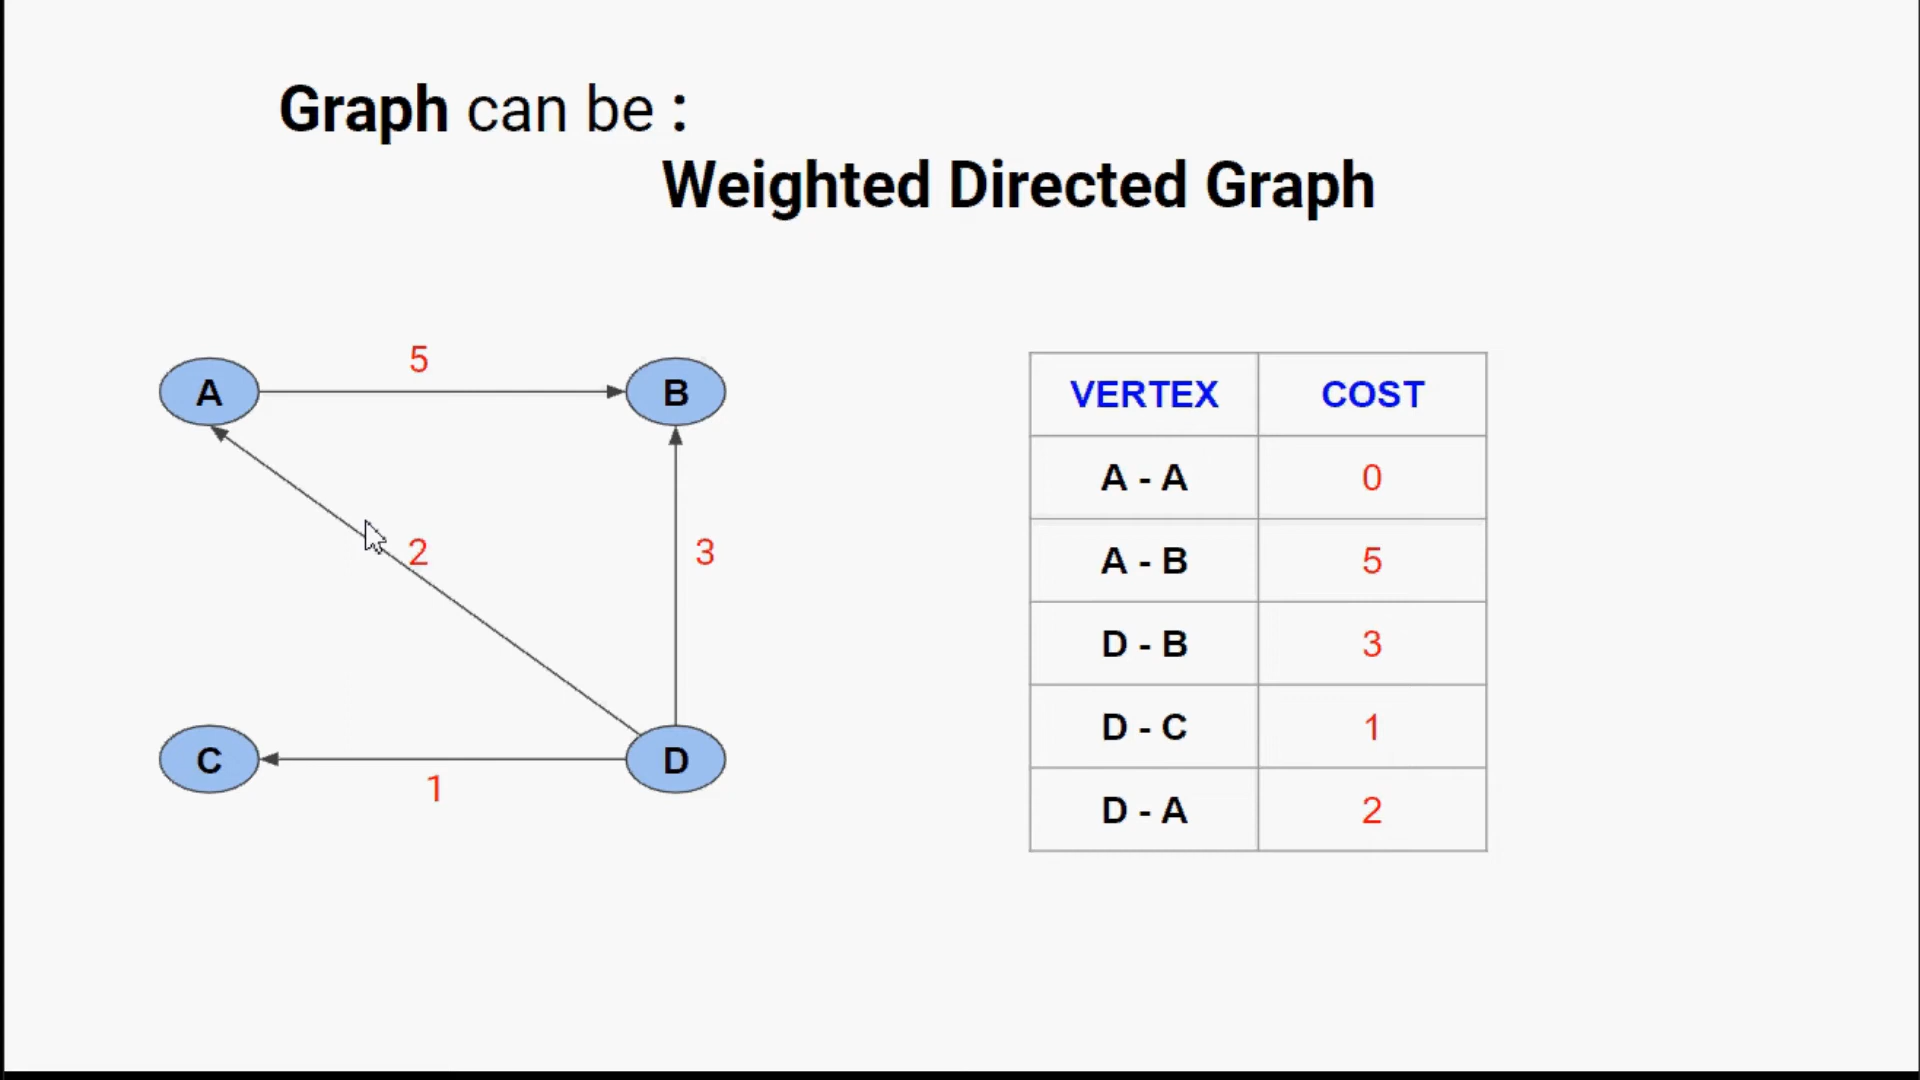 Graph can be :
Weighted Directed Graph
5
A
B
2
3
C
D
1
VERTEX COST
A - A 0
A - B 5
D - B 3
D - C 1
D - A 2